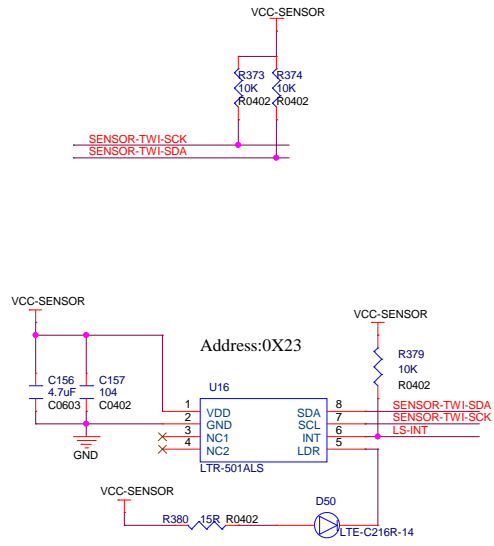 VCC-SENSOR
R373 R374
10K 10K
R0402 R0402
SENSOR-TWI-SCK
SENSOR-TWI-SDA
VCC-SENSOR
VCC-SENSOR
Address:0X23
R379
10K
R0402
C156 C157
4.7uF 104
C0603 C0402
U16
1 VDD SDA 8 SENSOR-TWI-SDA
2 GND SCL 7 SENSOR-TWI-SCK
3 NC1 INT 6 LS-INT
4 NC2 LDR 5
GND
LTR-501ALS
VCC-SENSOR
D50
R380 15R R0402
LTE-C216R-14